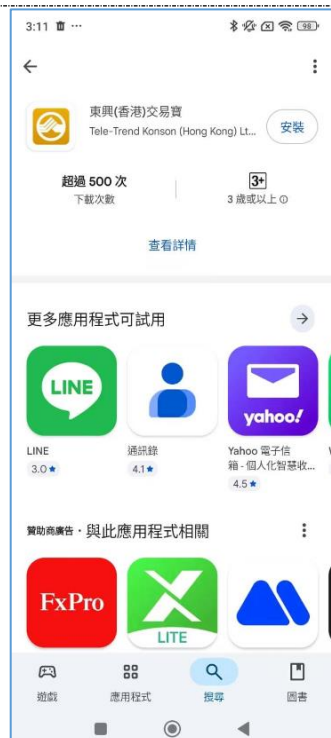 3:11 ...
98
東興(香港)交易寶
Tele-Trend Konson (Hong Kong) Lt...
安裝
超過 500 次
下載次數
3+
3 歲或以上
查看詳情
更多應用程式可試用
LINE
yahoo!
LINE
3.0 ★
通訊錄
4.1 ★
Yahoo 電子信
箱 - 個人化智慧收...
4.5 ★
贊助商廣告 · 與此應用程式相關
FxPro
LITE
遊戲
應用程式
搜尋
圖書